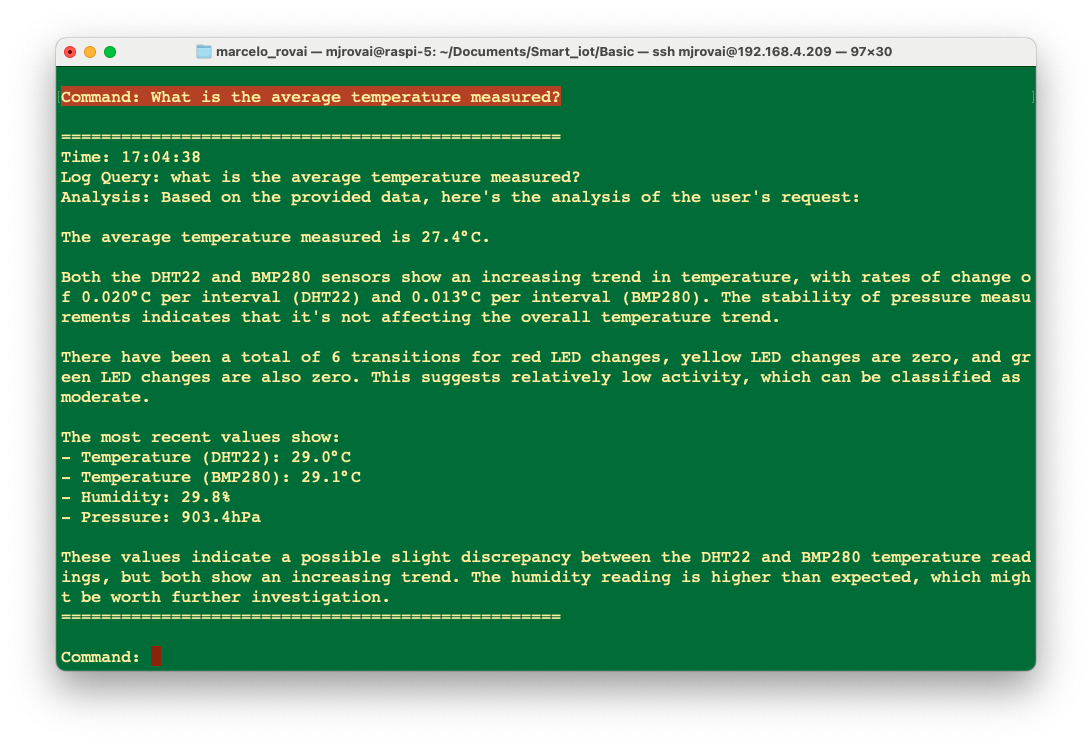 marcelo_rovai — mjrovai@raspi-5: ~/Documents/Smart_iot/Basic — ssh mjrovai@192.168.4.209 — 97×30
Command: What is the average temperature measured?
==================================================
Time: 17:04:38
Log Query: what is the average temperature measured?
Analysis: Based on the provided data, here's the analysis of the user's request:
The average temperature measured is 27.4°C.
Both the DHT22 and BMP280 sensors show an increasing trend in temperature, with rates of change o
f 0.020°C per interval (DHT22) and 0.013°C per interval (BMP280). The stability of pressure measu
rements indicates that it's not affecting the overall temperature trend.
There have been a total of 6 transitions for red LED changes, yellow LED changes are zero, and gr
een LED changes are also zero. This suggests relatively low activity, which can be classified as
moderate.
The most recent values show:
- Temperature (DHT22): 29.0°C
- Temperature (BMP280): 29.1°C
- Humidity: 29.8%
- Pressure: 903.4hPa
These values indicate a possible slight discrepancy between the DHT22 and BMP280 temperature read
ings, but both show an increasing trend. The humidity reading is higher than expected, which migh
t be worth further investigation.
==================================================
Command: